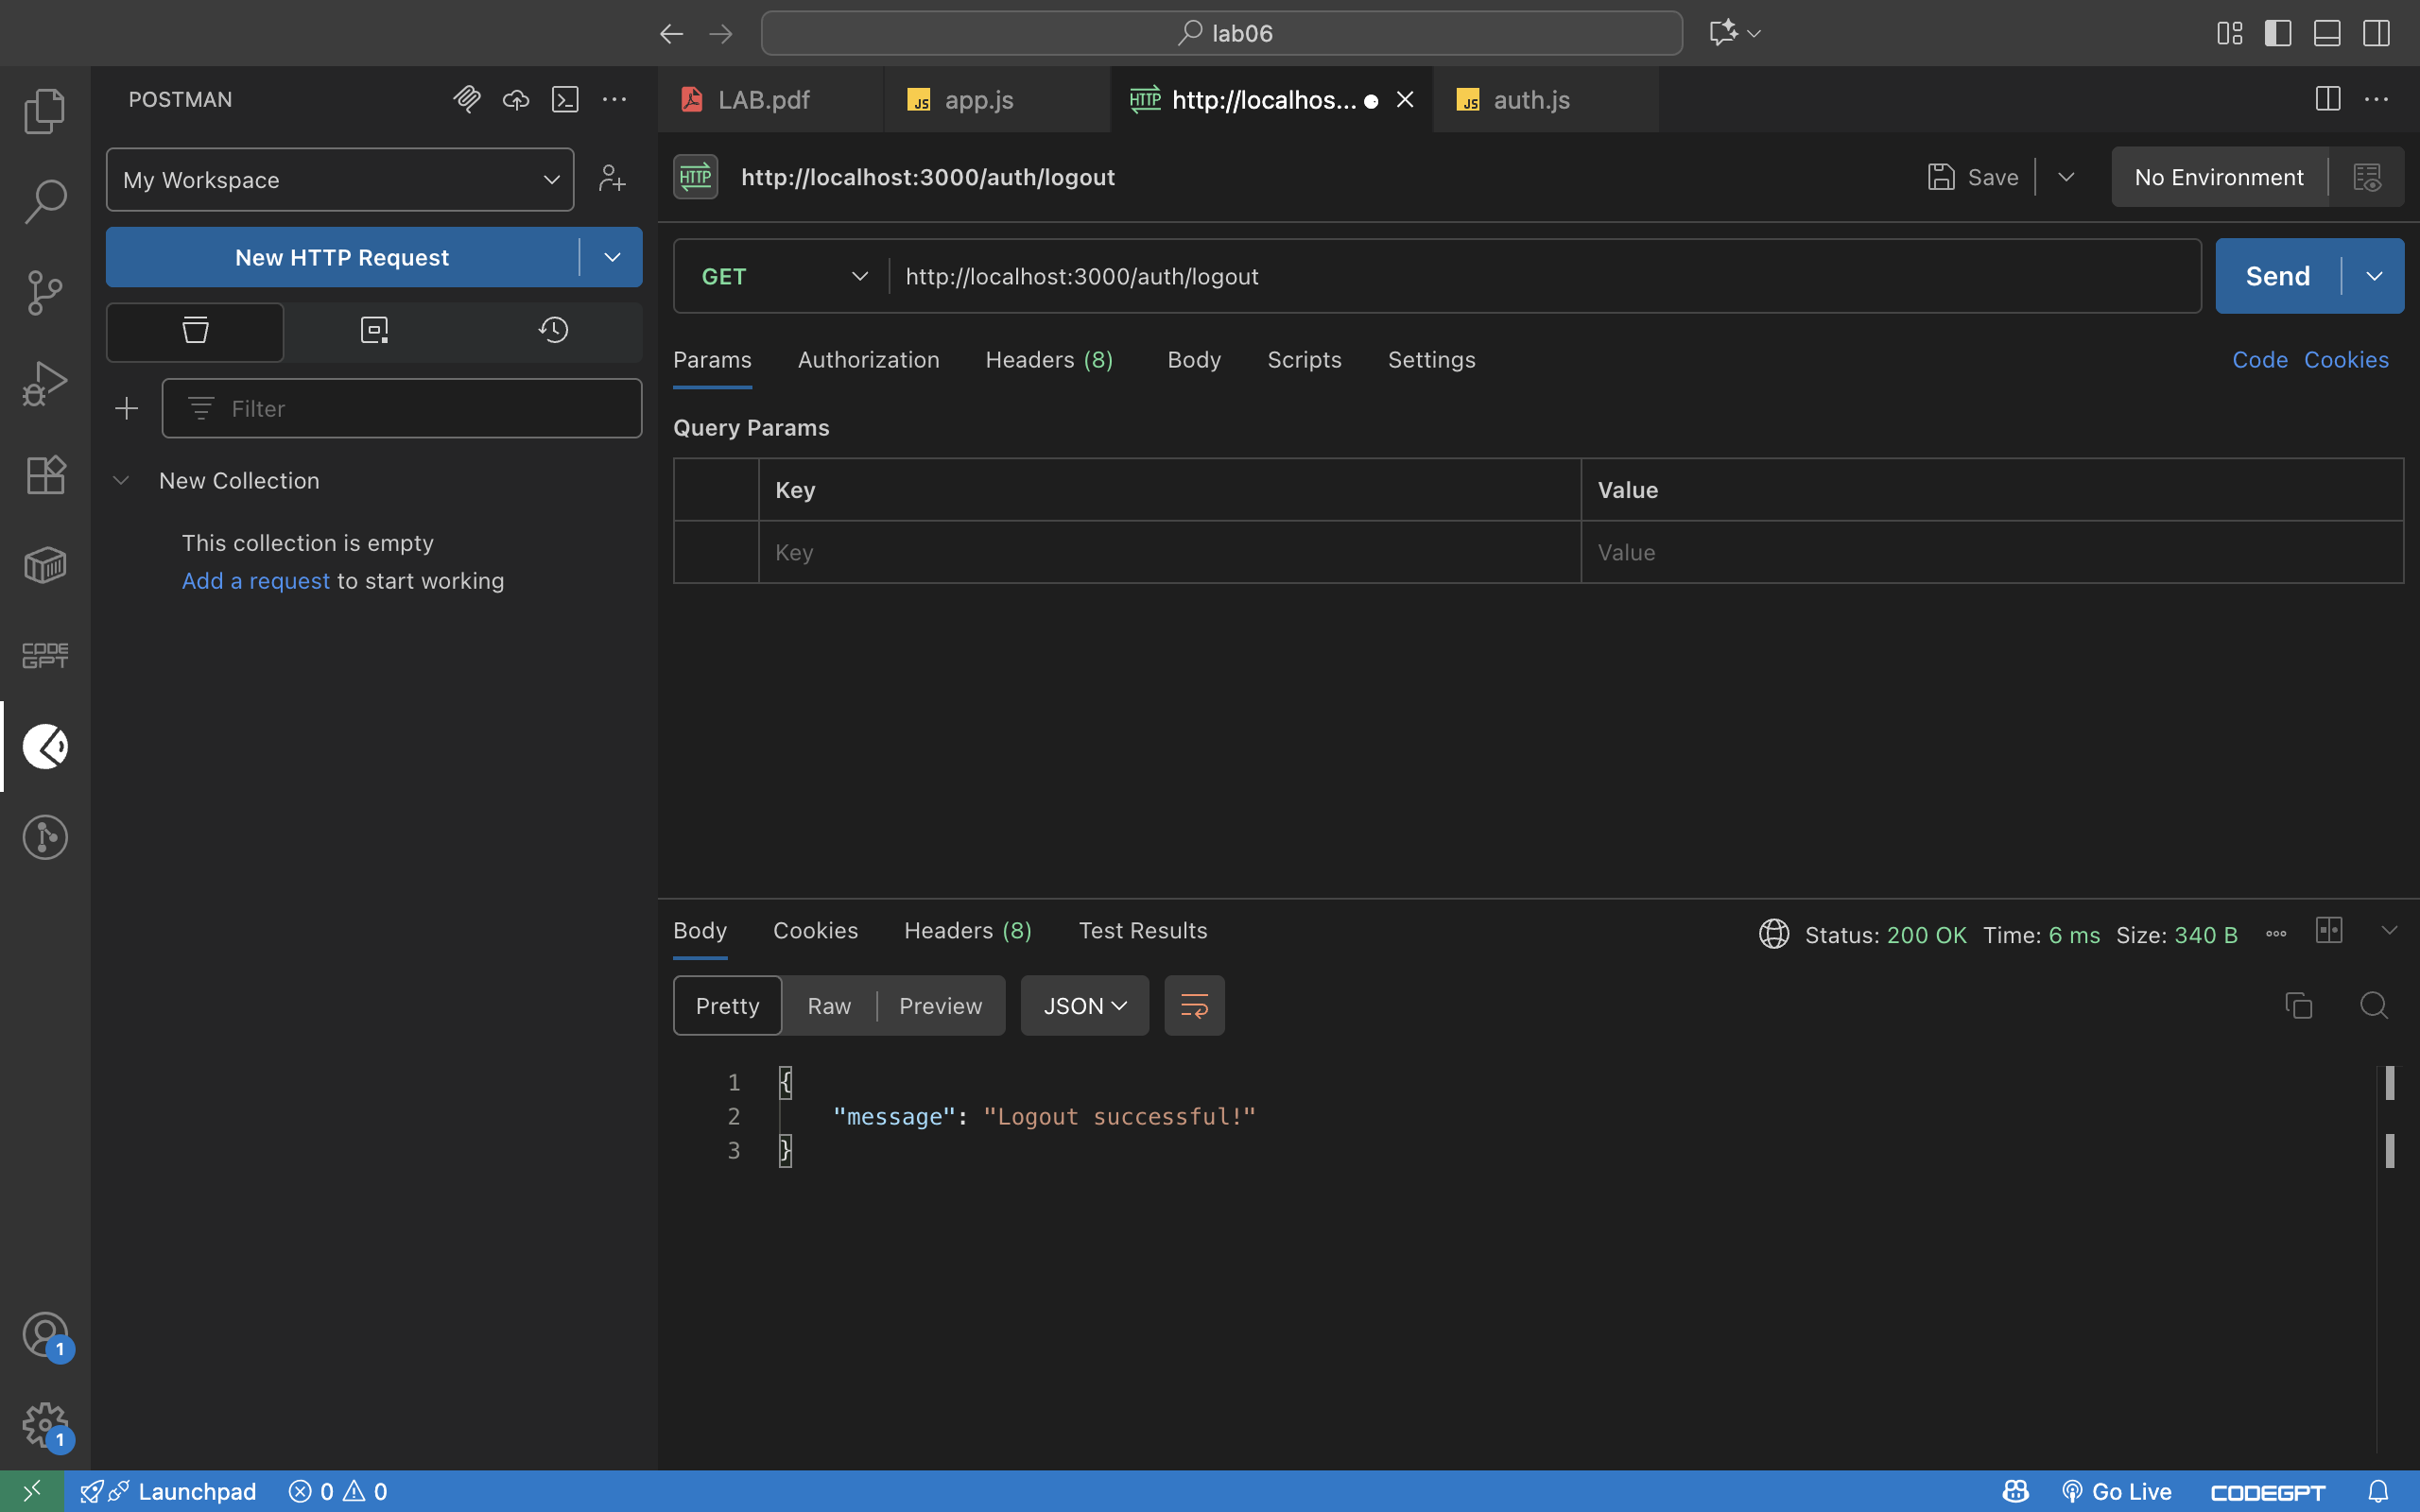 lab06
POSTMAN
LAB.pdf
app.js
http://localhos...
auth.js
My Workspace
http://localhost:3000/auth/logout
Save
No Environment
New HTTP Request
GET
http://localhost:3000/auth/logout
Send
Params
Authorization
Headers (8)
Body
Scripts
Settings
Code
Cookies
Filter
Query Params
New Collection
Key
Value
This collection is empty
Key
Value
Add a request to start working
CODE
GPT
Body
Cookies
Headers (8)
Test Results
Status: 200 OK
Time: 6 ms
Size: 340 B
Pretty
Raw
Preview
JSON
1 {
2 "message": "Logout successful!"
3 }
1
1
Launchpad
0
0
Go Live
CODEGPT